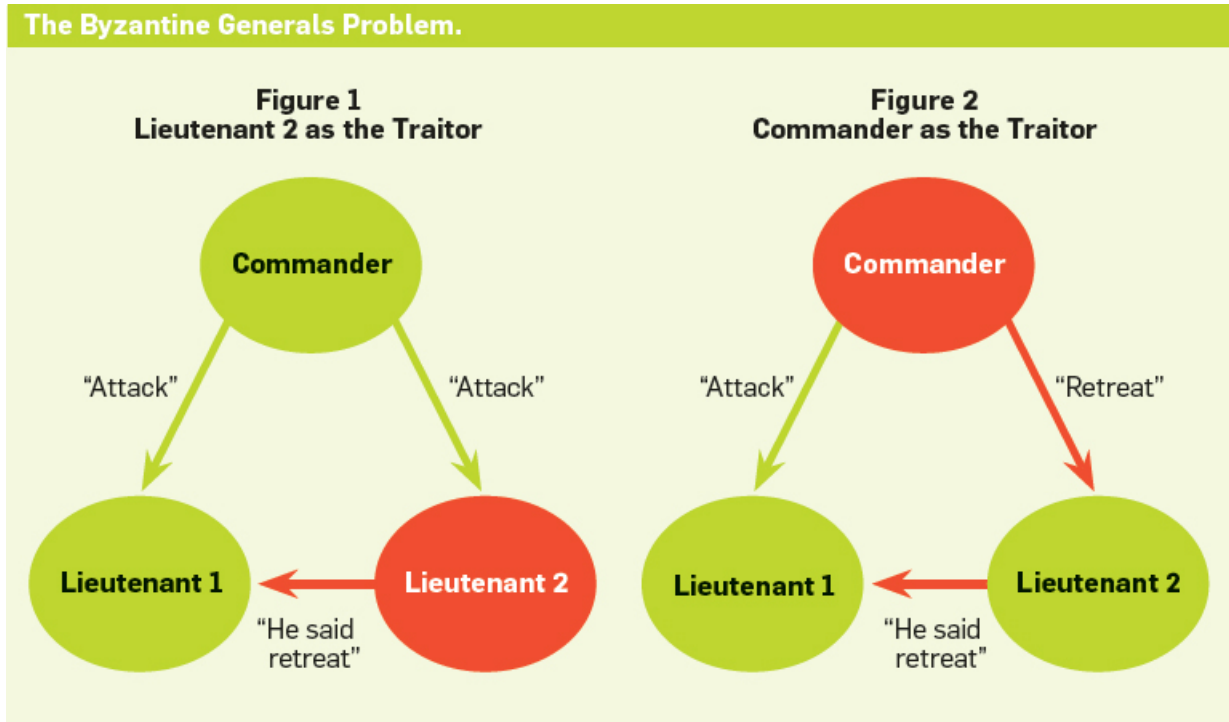 The Byzantine Generals Problem.
Figure 1
Lieutenant 2 as the Traitor
Commander
“Attack”
“Attack”
Lieutenant 1
Lieutenant 2
“He said
retreat”
Figure 2
Commander as the Traitor
Commander
“Attack”
“Retreat”
Lieutenant 1
Lieutenant 2
“He said
retreat”